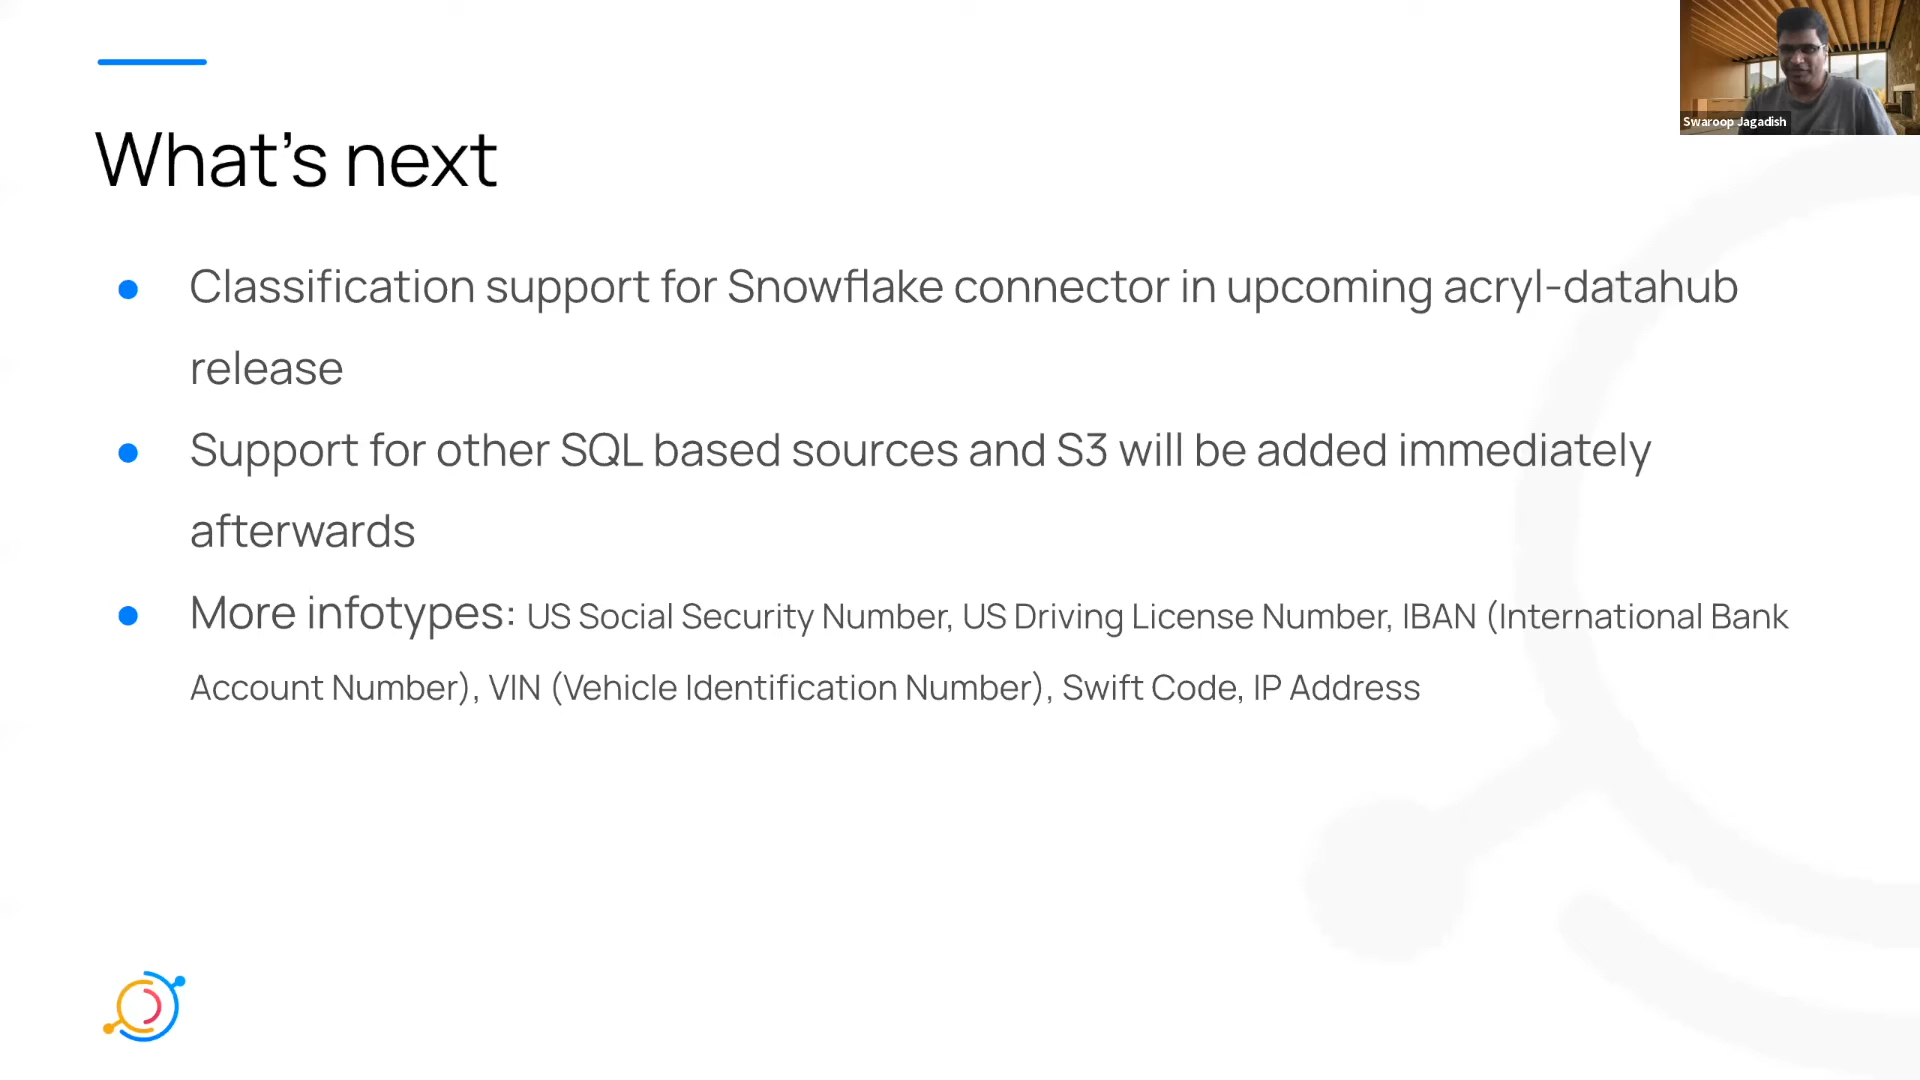 Swaroop Jagadish
What's next
● Classification support for Snowflake connector in upcoming acryl-datahub
release
● Support for other SQL based sources and S3 will be added immediately
afterwards
● More infotypes: US Social Security Number, US Driving License Number, IBAN (International Bank
Account Number), VIN (Vehicle Identification Number), Swift Code, IP Address